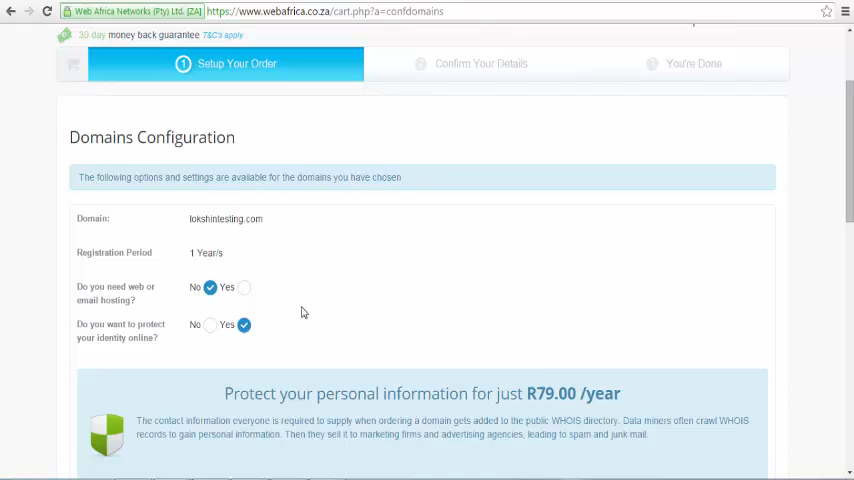 Web Africa Networks (Pty) Ltd. [ZA] https://www.webafrica.co.za/cart.php?a=confdomains
30 day money back guarantee T&C's apply
1 Setup Your Order 2 Confirm Your Details You're Done
Domains Configuration
The following options and settings are available for the domains you have chosen
Domain: lokshintesting.com
Registration Period 1 Year/s
Do you need web or No Yes
email hosting?
Do you want to protect No Yes
your identity online?
Protect your personal information for just R79.00 /year
The contact information everyone is required to supply when ordering a domain gets added to the public WHOIS directory. Data miners often crawl WHOIS
records to gain personal information. Then they sell it to marketing firms and advertising agencies, leading to spam and junk mail.